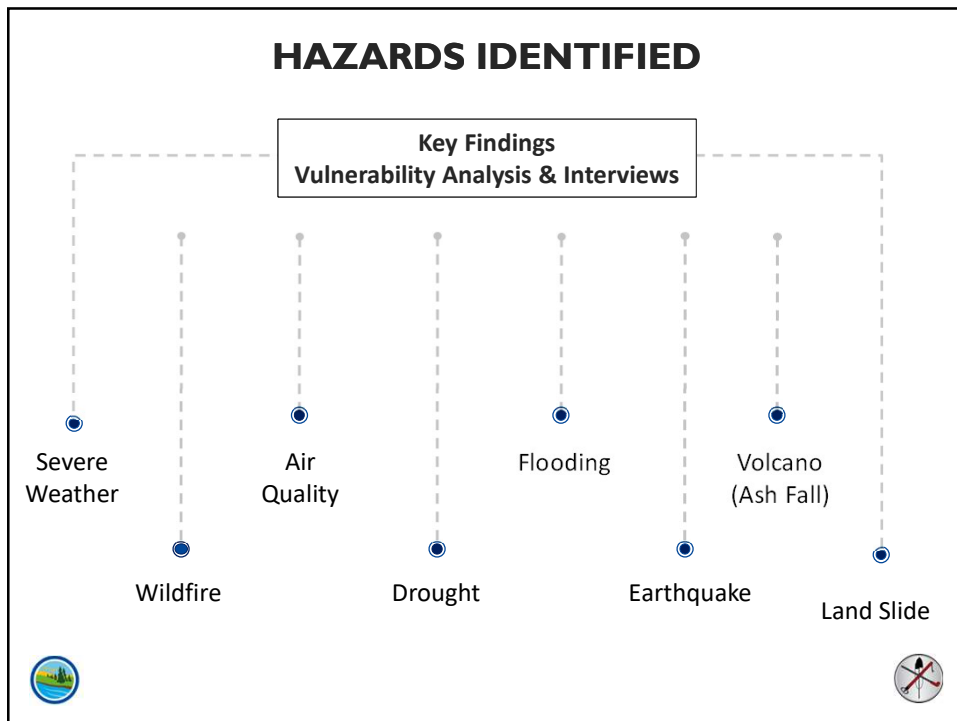 HAZARDS IDENTIFIED
Key Findings
Vulnerability Analysis & Interviews
Severe
Weather
Wildfire
Air
Quality
Drought
Flooding
Earthquake
Volcano
(Ash Fall)
Land Slide